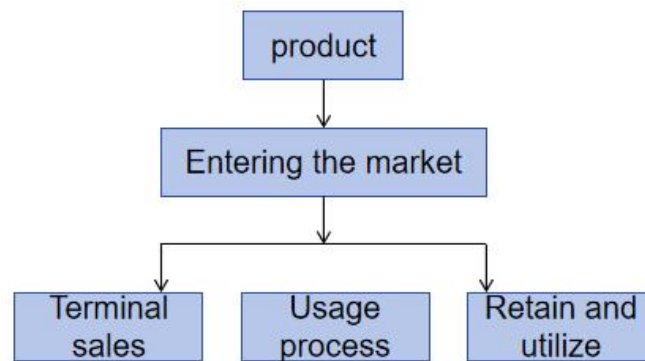 product
Entering the market
Terminal
sales
Usage
process
Retain and
utilize